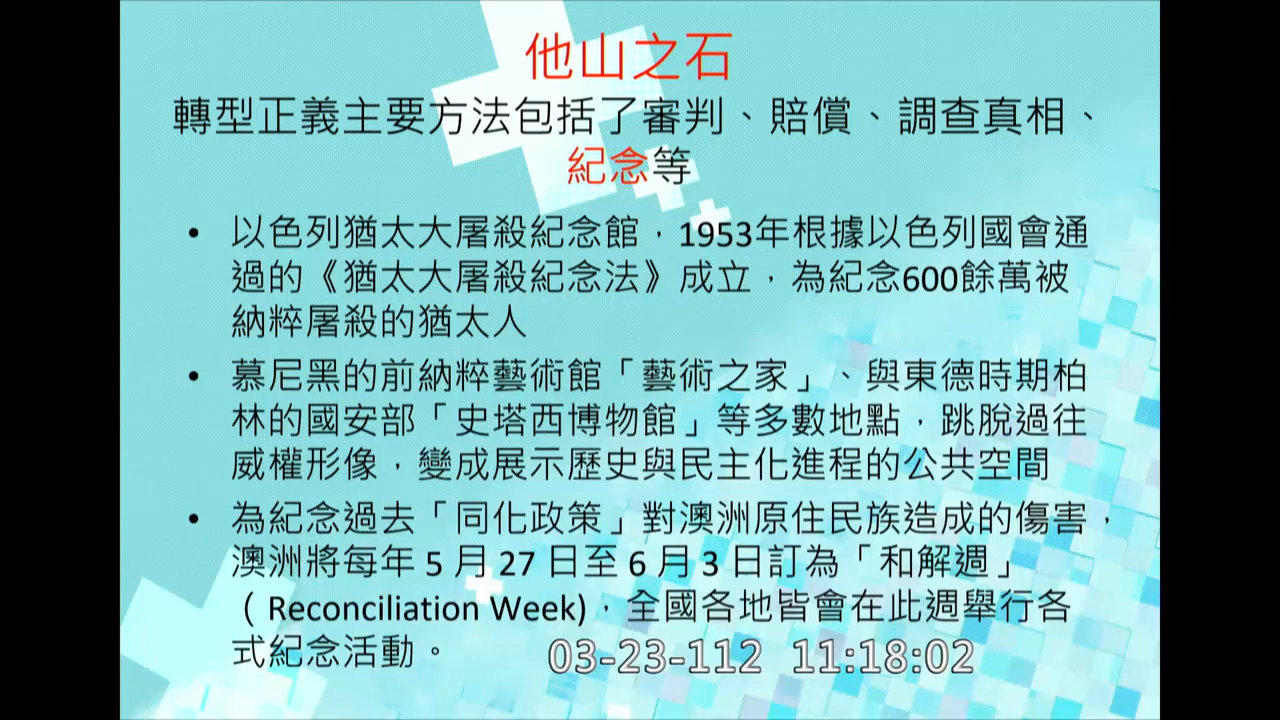 他山之石
轉型正義主要方法包括了審判、賠償、調查真相、
紀念等
• 以色列猶太大屠殺紀念館，1953年根據以色列國會通
過的《猶太大屠殺紀念法》成立，為紀念600餘萬被
納粹屠殺的猶太人
• 慕尼黑的前納粹藝術館「藝術之家」、與東德時期柏
林的國安部「史塔西博物館」等多數地點，跳脫過往
威權形像，變成展示歷史與民主化進程的公共空間
• 為紀念過去「同化政策」對澳洲原住民族造成的傷害，
澳洲將每年 5 月 27 日至 6 月 3 日訂為「和解週」
（Reconciliation Week)，全國各地皆會在此週舉行各
式紀念活動。
03-23-112 11:18:02